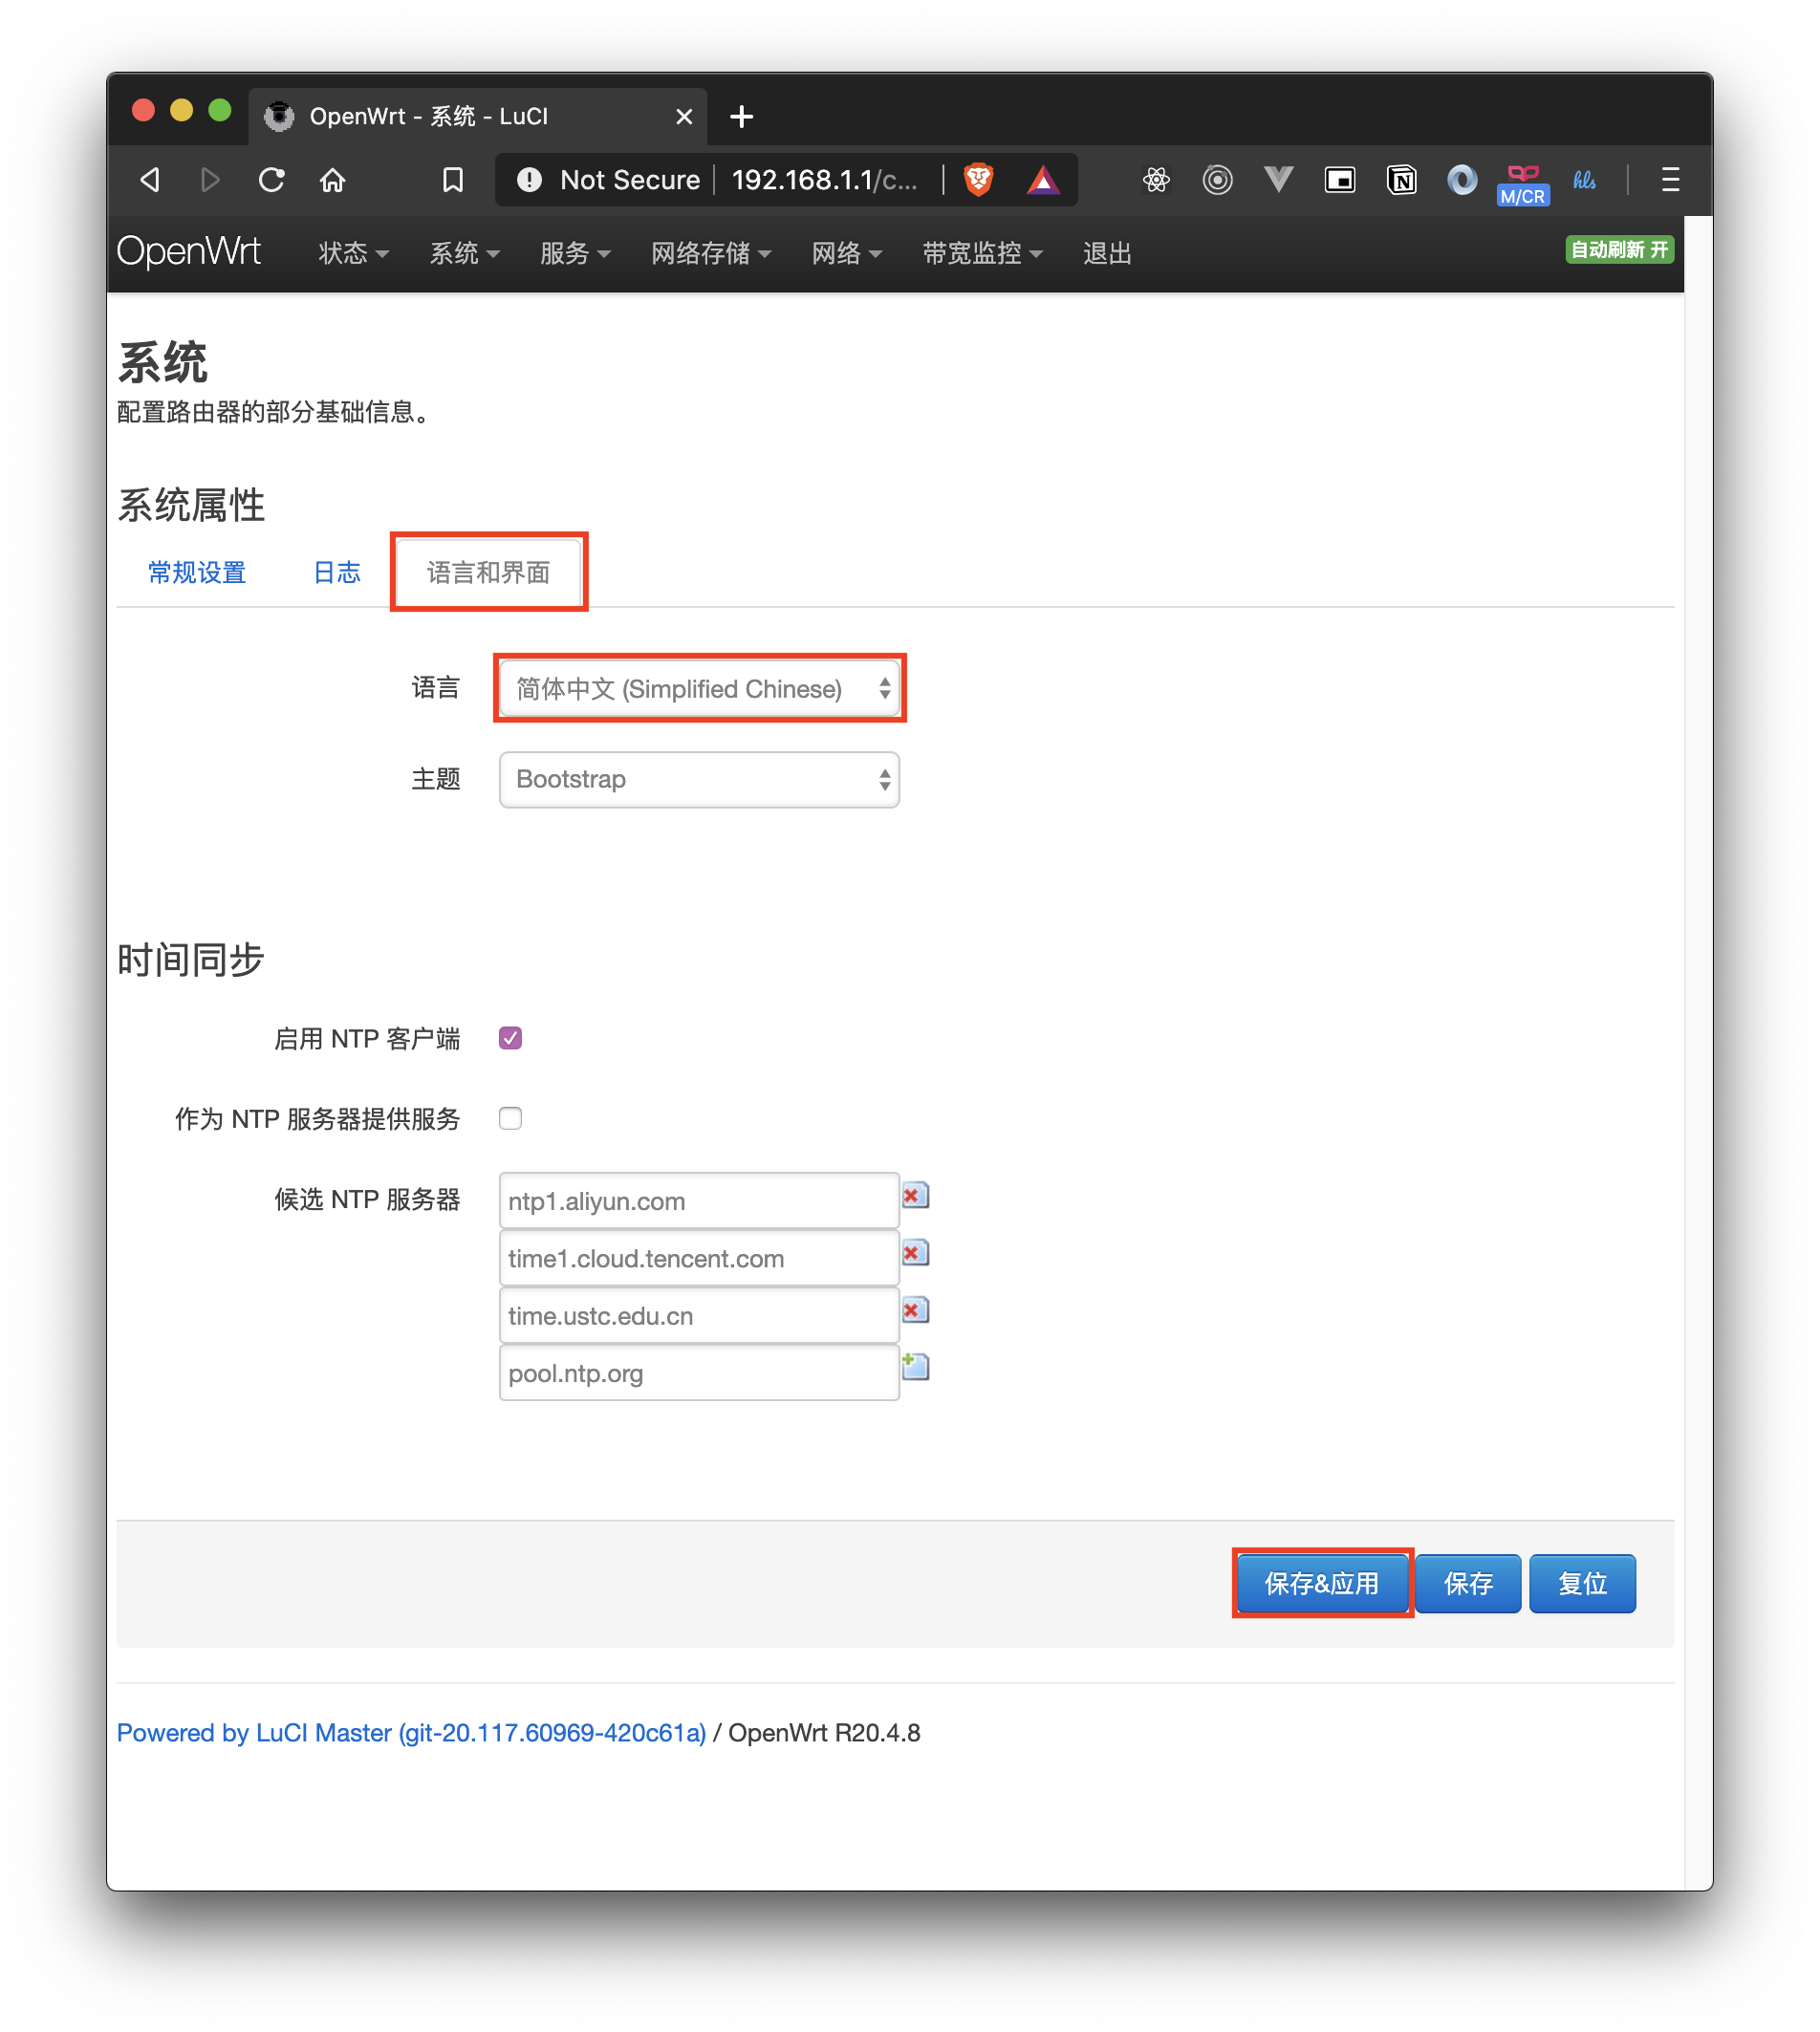 OpenWrt - 系统 - LuCI
Not Secure 192.168.1.1/c...
M/CR
hls
OpenWrt 状态 系统 服务 网络存储 网络 带宽监控 退出 自动刷新 开
系统
配置路由器的部分基础信息。
系统属性
常规设置 日志 语言和界面
语言 简体中文 (Simplified Chinese)
主题 Bootstrap
时间同步
启用 NTP 客户端
作为 NTP 服务器提供服务
候选 NTP 服务器 ntp1.aliyun.com
time1.cloud.tencent.com
time.ustc.edu.cn
pool.ntp.org
保存&应用 保存 复位
Powered by LuCI Master (git-20.117.60969-420c61a) / OpenWrt R20.4.8